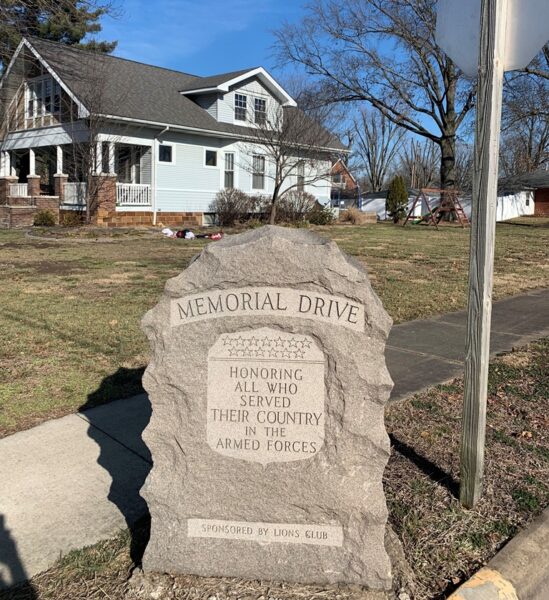 MEMORIAL DRIVE
HONORING
ALL WHO
SERVED
THEIR COUNTRY
IN THE
ARMED FORCES
SPONSORED BY LIONS CLUB